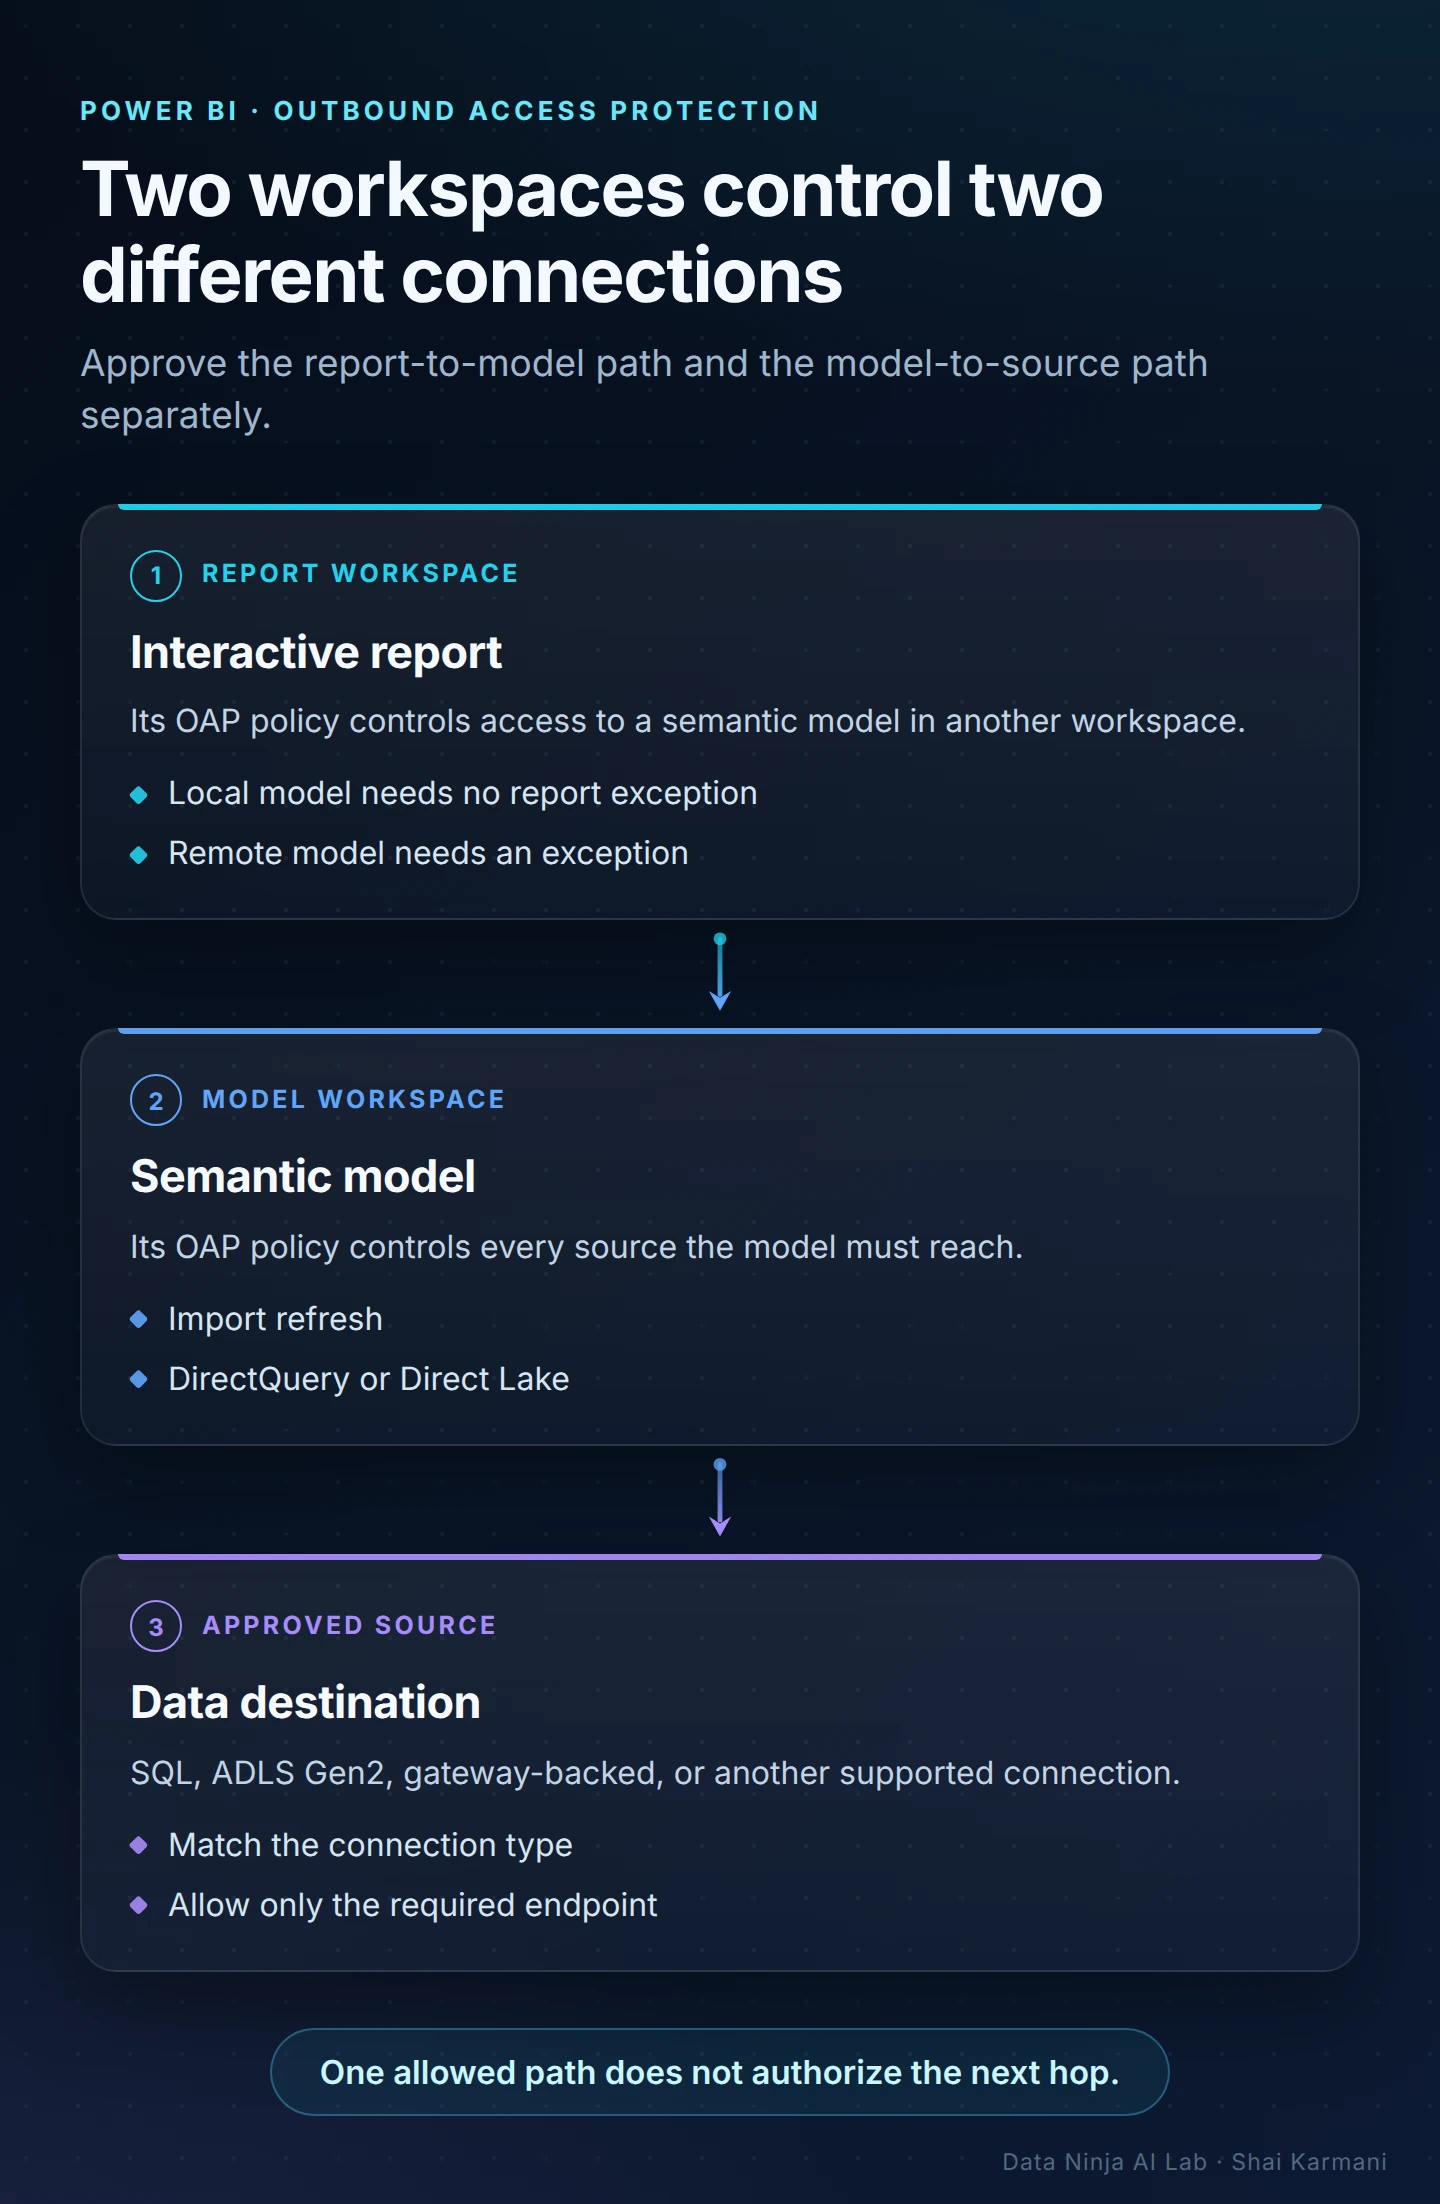 POWER BI · OUTBOUND ACCESS PROTECTION
Two workspaces control two
different connections
Approve the report-to-model path and the model-to-source path
separately.
1 REPORT WORKSPACE
Interactive report
Its OAP policy controls access to a semantic model in another workspace.
Local model needs no report exception
Remote model needs an exception
2 MODEL WORKSPACE
Semantic model
Its OAP policy controls every source the model must reach.
Import refresh
DirectQuery or Direct Lake
3 APPROVED SOURCE
Data destination
SQL, ADLS Gen2, gateway-backed, or another supported connection.
Match the connection type
Allow only the required endpoint
One allowed path does not authorize the next hop.
Data Ninja AI Lab · Shai Karmani